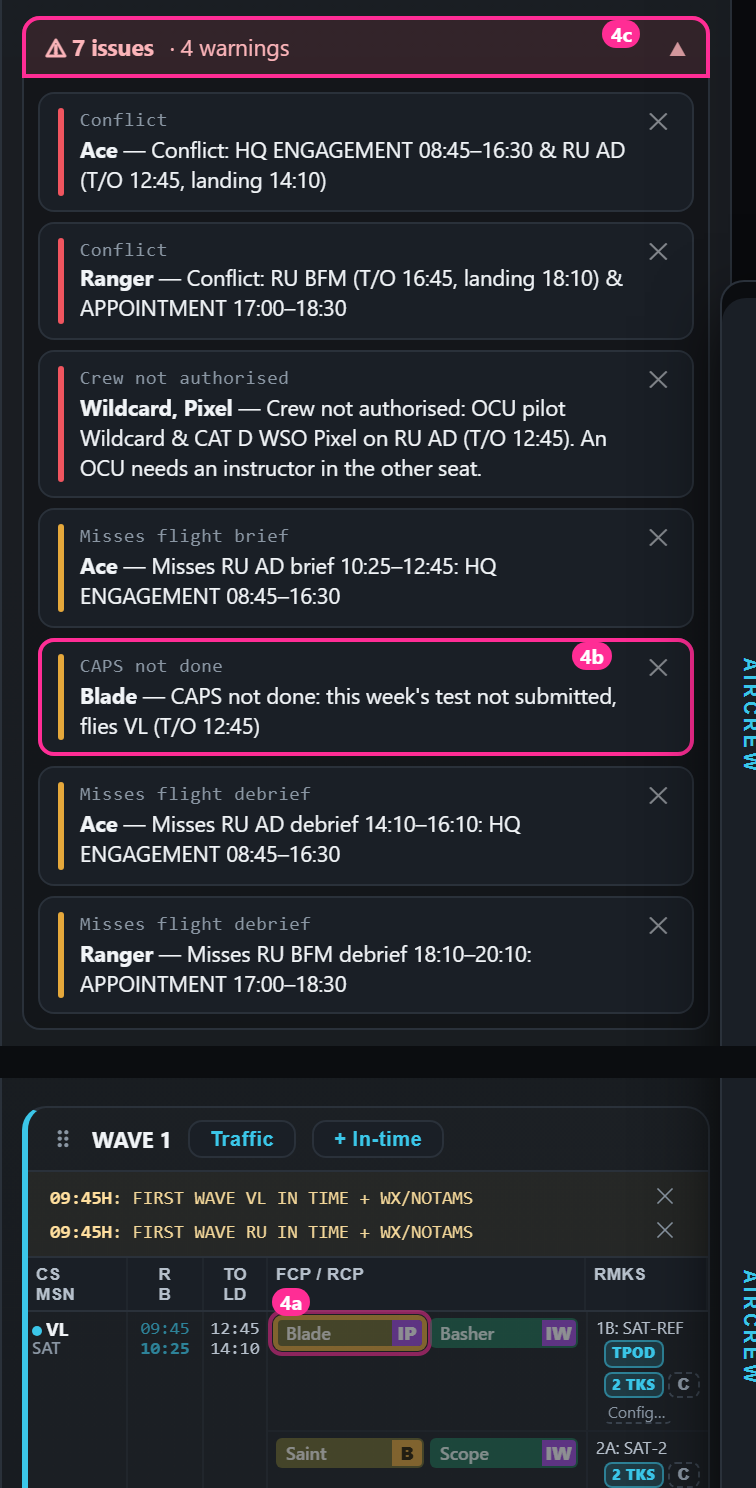 ⚠ 7 issues · 4 warnings 4c ▲
Conflict
Ace — Conflict: HQ ENGAGEMENT 08:45–16:30 & RU AD
(T/O 12:45, landing 14:10)
Conflict
Ranger — Conflict: RU BFM (T/O 16:45, landing 18:10) &
APPOINTMENT 17:00–18:30
Crew not authorised
Wildcard, Pixel — Crew not authorised: OCU pilot
Wildcard & CAT D WSO Pixel on RU AD (T/O 12:45). An
OCU needs an instructor in the other seat.
Misses flight brief
Ace — Misses RU AD brief 10:25–12:45: HQ
ENGAGEMENT 08:45–16:30
CAPS not done 4b
Blade — CAPS not done: this week's test not submitted,
flies VL (T/O 12:45)
Misses flight debrief
Ace — Misses RU AD debrief 14:10–16:10: HQ
ENGAGEMENT 08:45–16:30
Misses flight debrief
Ranger — Misses RU BFM debrief 18:10–20:10:
APPOINTMENT 17:00–18:30
AIRCREW
WAVE 1 Traffic + In-time
09:45H: FIRST WAVE VL IN TIME + WX/NOTAMS
09:45H: FIRST WAVE RU IN TIME + WX/NOTAMS
CS R TO FCP / RCP RMKS
MSN B LD
4a
VL 09:45 12:45 Blade IP Basher IW 1B: SAT-REF
SAT 10:25 14:10
TPOD
2 TKS C
Config...
Saint B Scope IW 2A: SAT-2
2 TKS C
AIRCREW